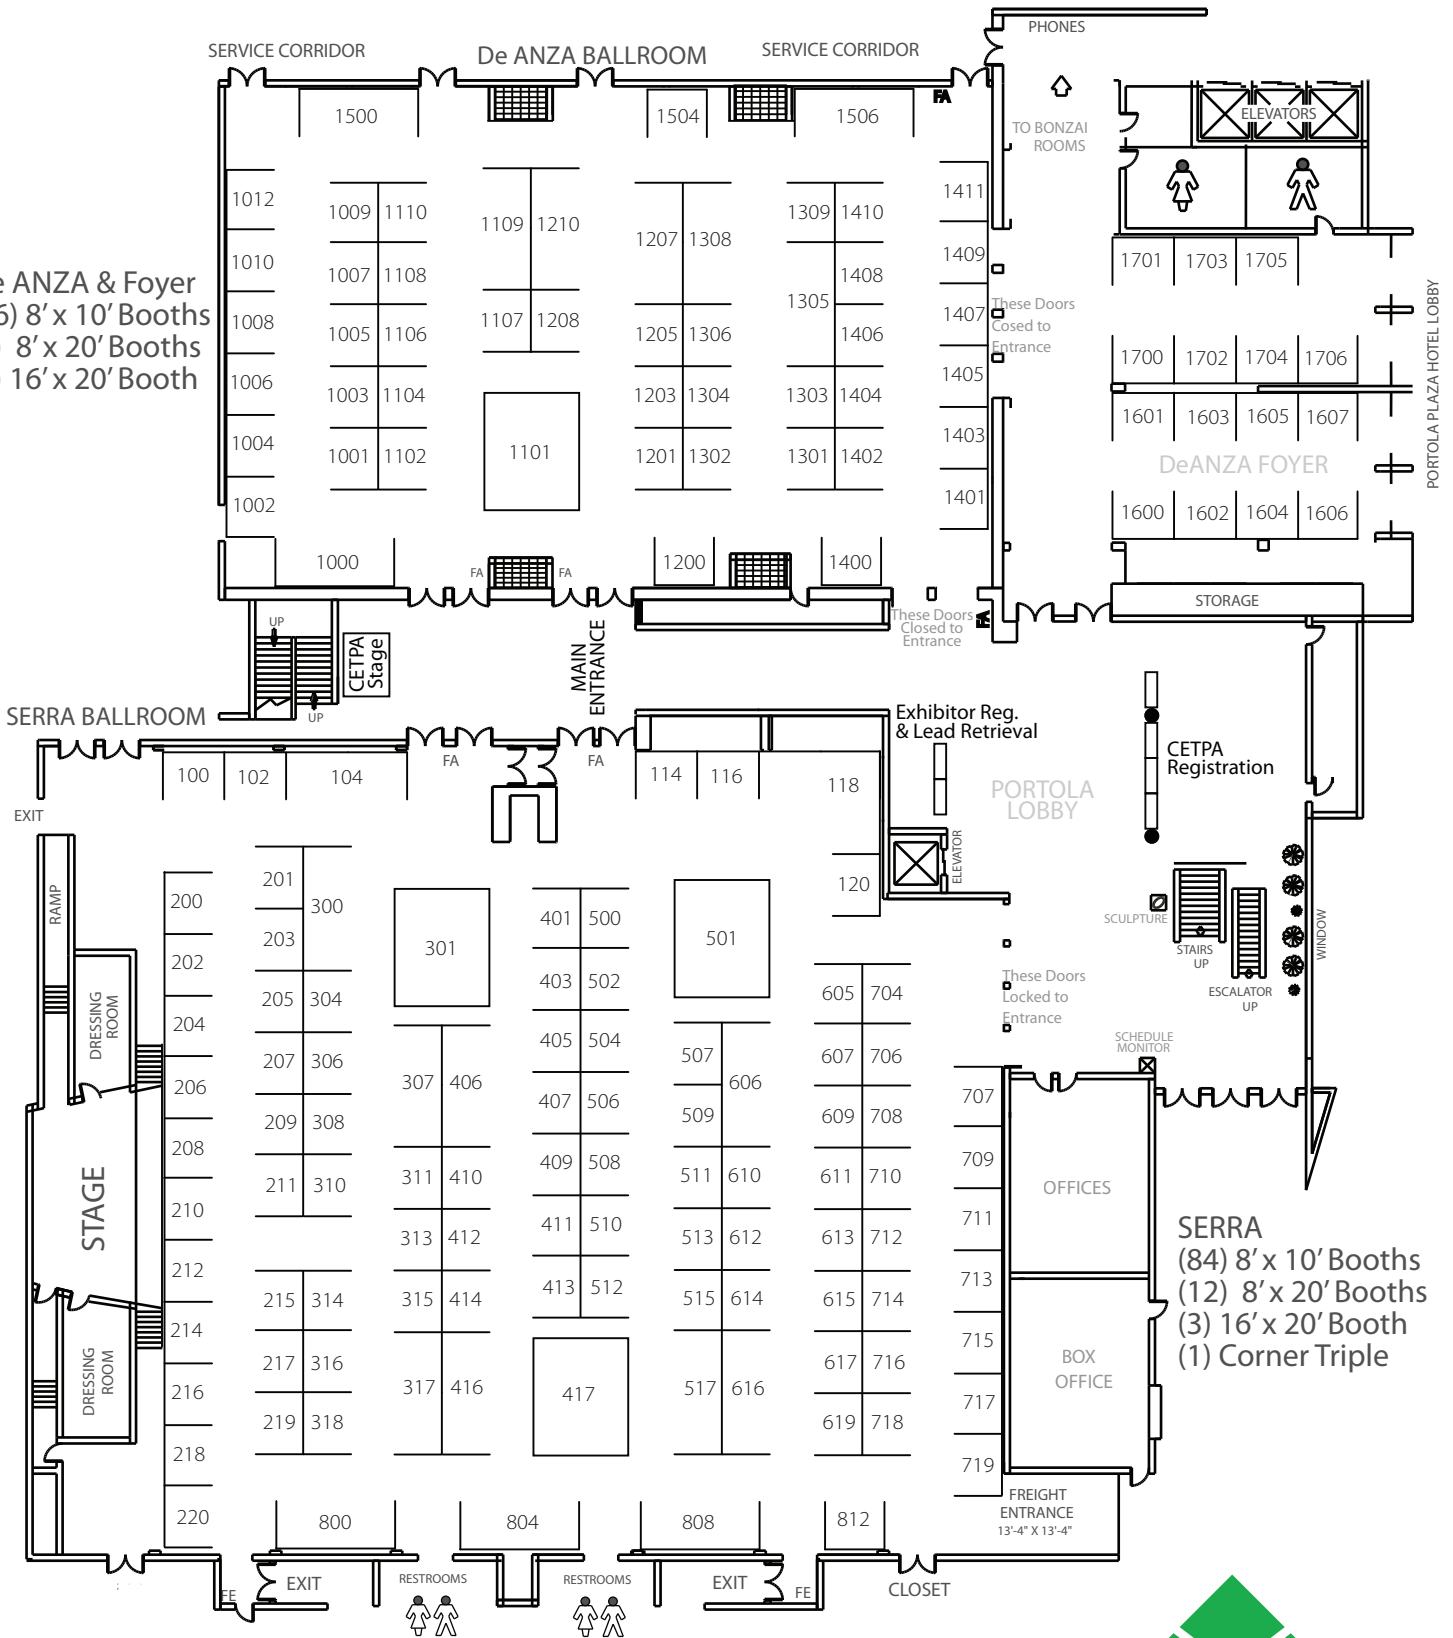 PHONES
SERVICE CORRIDOR
De ANZA BALLROOM
SERVICE CORRIDOR
FA
1500
1504
1506
ELEVATORS
TO BONZAI
ROOMS
1012
1009 1110
1109 1210
1207 1308
1309 1410
1411
1010
1007 1108
1408
1409
1701 1703 1705
e ANZA & Foyer
6) 8' x 10' Booths
8' x 20' Booths
) 16' x 20' Booth
1008
1005 1106
1107 1208
1205 1306
1305
1406
1407
These Doors
Cosed to
Entrance
1006
1003 1104
1203 1304
1303 1404
1405
1700 1702 1704 1706
1004
1001 1102
1101
1201 1302
1301 1402
1403
1601 1603 1605 1607
DeANZA FOYER
PORTOLA PLAZA HOTEL LOBBY
1002
1401
1600 1602 1604 1606
1000
FA
FA
1200
1400
STORAGE
UP
UP
CETPA
Stage
MAIN
ENTRANCE
These Doors
Closed to
Entrance
FA
SERRA BALLROOM
Exhibitor Reg.
& Lead Retrieval
CETPA
Registration
PORTOLA
LOBBY
EXIT
100 102 104
FA
FA
114 116
118
120
ELEVATOR
RAMP
200
201
203
300
301
401 500
501
SCULPTURE
STAIRS
UP
ESCALATOR
UP
WINDOW
202
403 502
DRESSING
ROOM
205 304
605 704
These Doors
Locked to
Entrance
204
207 306
405 504
507
607 706
SCHEDULE
MONITOR
206
307 406
606
707
209 308
407 506
509
609 708
208
409 508
709
STAGE
211 310
311 410
511 610
611 710
OFFICES
210
411 510
711
313 412
513 612
613 712
212
413 512
713
215 314
315 414
515 614
615 714
214
715
SERRA
(84) 8' x 10' Booths
(12) 8' x 20' Booths
(3) 16' x 20' Booth
(1) Corner Triple
DRESSING
ROOM
217 316
317 416
417
517 616
617 716
BOX
OFFICE
216
717
219 318
619 718
218
719
220
800
804
808
812
FREIGHT
ENTRANCE
13'-4" X 13'-4"
FE
EXIT
RESTROOMS
RESTROOMS
EXIT
FE
CLOSET